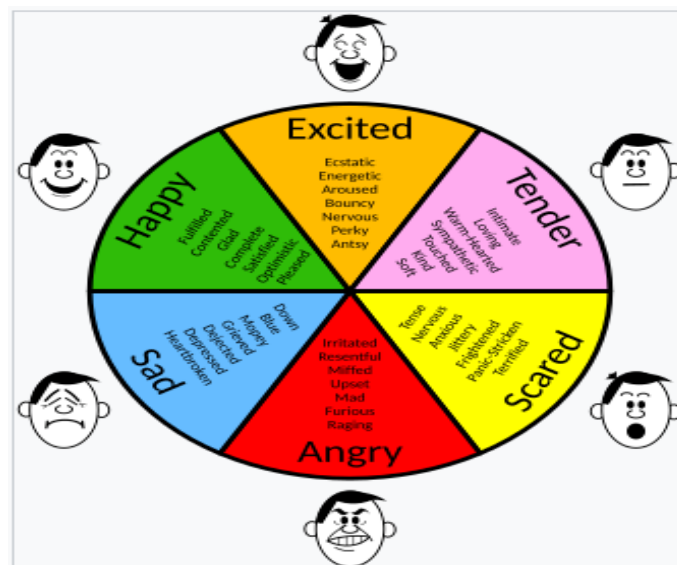 Excited
Ecstatic
Energetic
Aroused
Bouncy
Nervous
Perky
Antsy
Tender
Intimate
Loving
Warm-Hearted
Sympathetic
Touched
Kind
Soft
Scared
Tense
Nervous
Anxious
Jittery
Frightened
Panic-Stricken
Terrified
Irritated
Resentful
Miffed
Upset
Mad
Furious
Raging
Angry
Down
Blue
Mopey
Grieved
Dejected
Depressed
Heartbroken
Sad
Happy
Fulfilled
Contented
Glad
Complete
Satisfied
Optimistic
Pleased